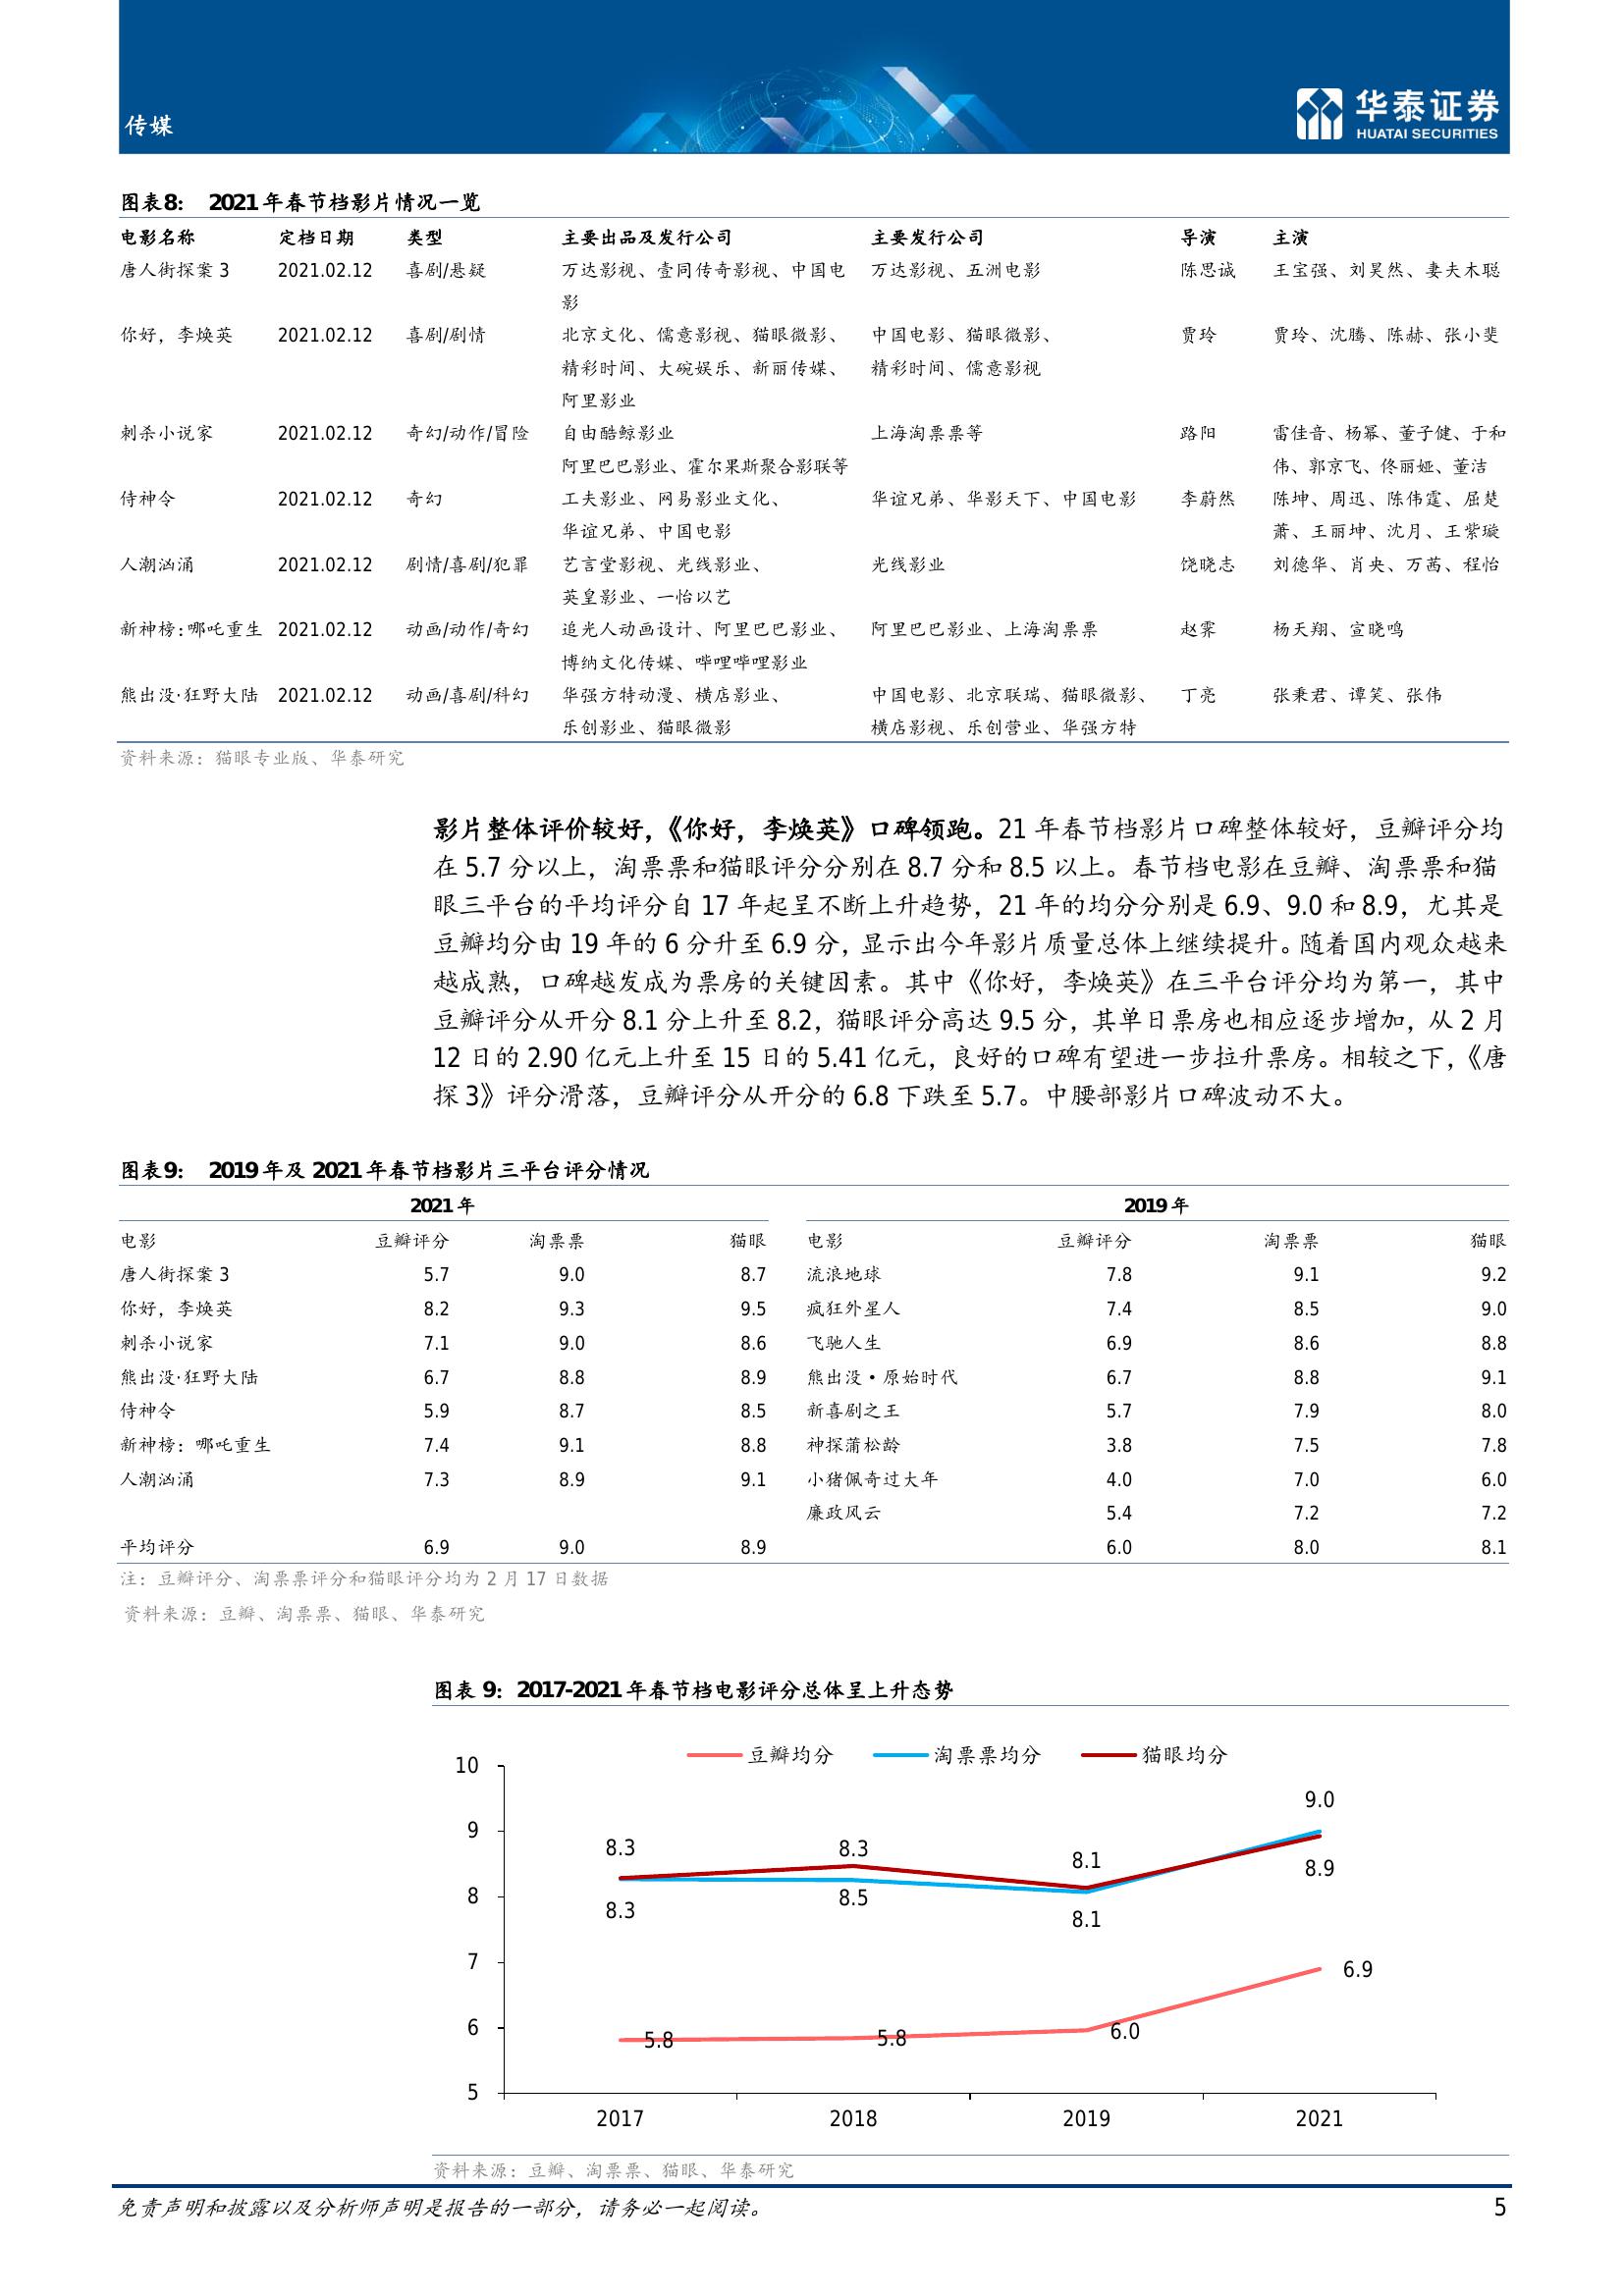 传媒
华泰证券
HUATAI SECURITIES
图表8: 2021 年春节档影片情况一览
电影名称 定档日期 类型 主要出品及发行公司 主要发行公司 导演 主演
唐人街探案 3 2021.02.12 喜剧/悬疑 万达影视、壹同传奇影视、中国电 万达影视、五洲电影 陈思诚 王宝强、刘昊然、妻夫木聪
影
你好，李焕英 2021.02.12 喜剧/剧情 北京文化、儒意影视、猫眼微影、 中国电影、猫眼微影、 贾玲 贾玲、沈腾、陈赫、张小斐
精彩时间、大碗娱乐、新丽传媒、 精彩时间、儒意影视
阿里影业
刺杀小说家 2021.02.12 奇幻/动作/冒险 自由酷鲸影业 上海淘票票等 路阳 雷佳音、杨幂、董子健、于和
阿里巴巴影业、霍尔果斯聚合影联等 伟、郭京飞、佟丽娅、董洁
侍神令 2021.02.12 奇幻 工夫影业、网易影业文化、 华谊兄弟、华影天下、中国电影 李蔚然 陈坤、周迅、陈伟霆、屈楚
华谊兄弟、中国电影 萧、王丽坤、沈月、王紫璇
人潮汹涌 2021.02.12 剧情/喜剧/犯罪 艺言堂影视、光线影业、 光线影业 饶晓志 刘德华、肖央、万茜、程怡
英皇影业、一怡以艺
新神榜:哪吒重生 2021.02.12 动画/动作/奇幻 追光人动画设计、阿里巴巴影业、 阿里巴巴影业、上海淘票票 赵霁 杨天翔、宣晓鸣
博纳文化传媒、哔哩哔哩影业
熊出没·狂野大陆 2021.02.12 动画/喜剧/科幻 华强方特动漫、横店影业、 中国电影、北京联瑞、猫眼微影、 丁亮 张秉君、谭笑、张伟
乐创影业、猫眼微影 横店影视、乐创营业、华强方特
资料来源：猫眼专业版、华泰研究
影片整体评价较好，《你好，李焕英》口碑领跑。21 年春节档影片口碑整体较好，豆瓣评分均
在 5.7 分以上，淘票票和猫眼评分分别在 8.7 分和 8.5 以上。春节档电影在豆瓣、淘票票和猫
眼三平台的平均评分自 17 年起呈不断上升趋势，21 年的均分分别是 6.9、9.0 和 8.9，尤其是
豆瓣均分由 19 年的 6 分升至 6.9 分，显示出今年影片质量总体上继续提升。随着国内观众越来
越成熟，口碑越发成为票房的关键因素。其中《你好，李焕英》在三平台评分均为第一，其中
豆瓣评分从开分 8.1 分上升至 8.2，猫眼评分高达 9.5 分，其单日票房也相应逐步增加，从 2 月
12 日的 2.90 亿元上升至 15 日的 5.41 亿元，良好的口碑有望进一步拉升票房。相较之下，《唐
探 3》评分滑落，豆瓣评分从开分的 6.8 下跌至 5.7。中腰部影片口碑波动不大。
图表9: 2019 年及 2021 年春节档影片三平台评分情况
2021 年 2019 年
电影 豆瓣评分 淘票票 猫眼 电影 豆瓣评分 淘票票 猫眼
唐人街探案 3 5.7 9.0 8.7 流浪地球 7.8 9.1 9.2
你好，李焕英 8.2 9.3 9.5 疯狂外星人 7.4 8.5 9.0
刺杀小说家 7.1 9.0 8.6 飞驰人生 6.9 8.6 8.8
熊出没·狂野大陆 6.7 8.8 8.9 熊出没•原始时代 6.7 8.8 9.1
侍神令 5.9 8.7 8.5 新喜剧之王 5.7 7.9 8.0
新神榜：哪吒重生 7.4 9.1 8.8 神探蒲松龄 3.8 7.5 7.8
人潮汹涌 7.3 8.9 9.1 小猪佩奇过大年 4.0 7.0 6.0
廉政风云 5.4 7.2 7.2
平均评分 6.9 9.0 8.9 6.0 8.0 8.1
注：豆瓣评分、淘票票评分和猫眼评分均为 2 月 17 日数据
资料来源：豆瓣、淘票票、猫眼、华泰研究
图表 9: 2017-2021 年春节档电影评分总体呈上升态势
豆瓣均分 淘票票均分 猫眼均分
10
9.0
9
8.3 8.3 8.1
8.9
8
8.3 8.5 8.1
7
6.9
6
5.8 5.8 6.0
5
2017 2018 2019 2021
资料来源：豆瓣、淘票票、猫眼、华泰研究
免责声明和披露以及分析师声明是报告的一部分，请务必一起阅读。 5